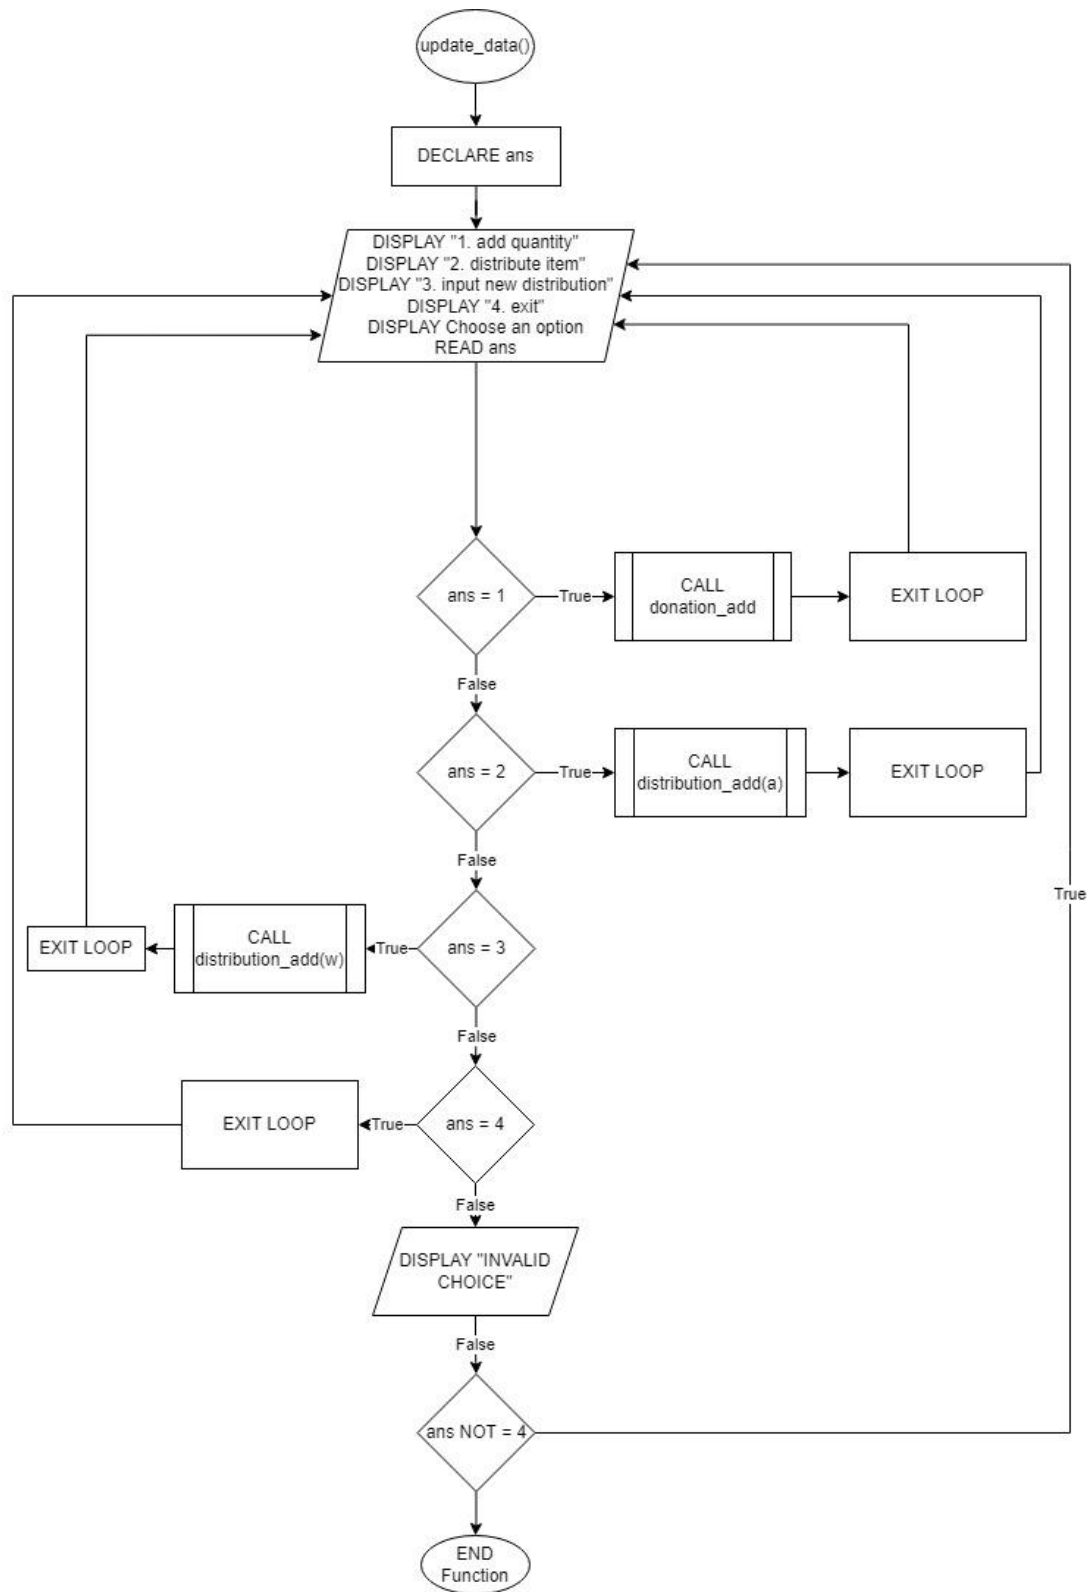 update_data()
DECLARE ans
DISPLAY "1. add quantity"
DISPLAY "2. distribute item"
DISPLAY "3. input new distribution"
DISPLAY "4. exit"
DISPLAY Choose an option
READ ans
ans = 1
True
CALL
donation_add
EXIT LOOP
False
ans = 2
True
CALL
distribution_add(a)
EXIT LOOP
False
True
EXIT LOOP
CALL
distribution_add(w)
True
ans = 3
False
EXIT LOOP
True
ans = 4
False
DISPLAY "INVALID
CHOICE"
False
ans NOT = 4
END
Function